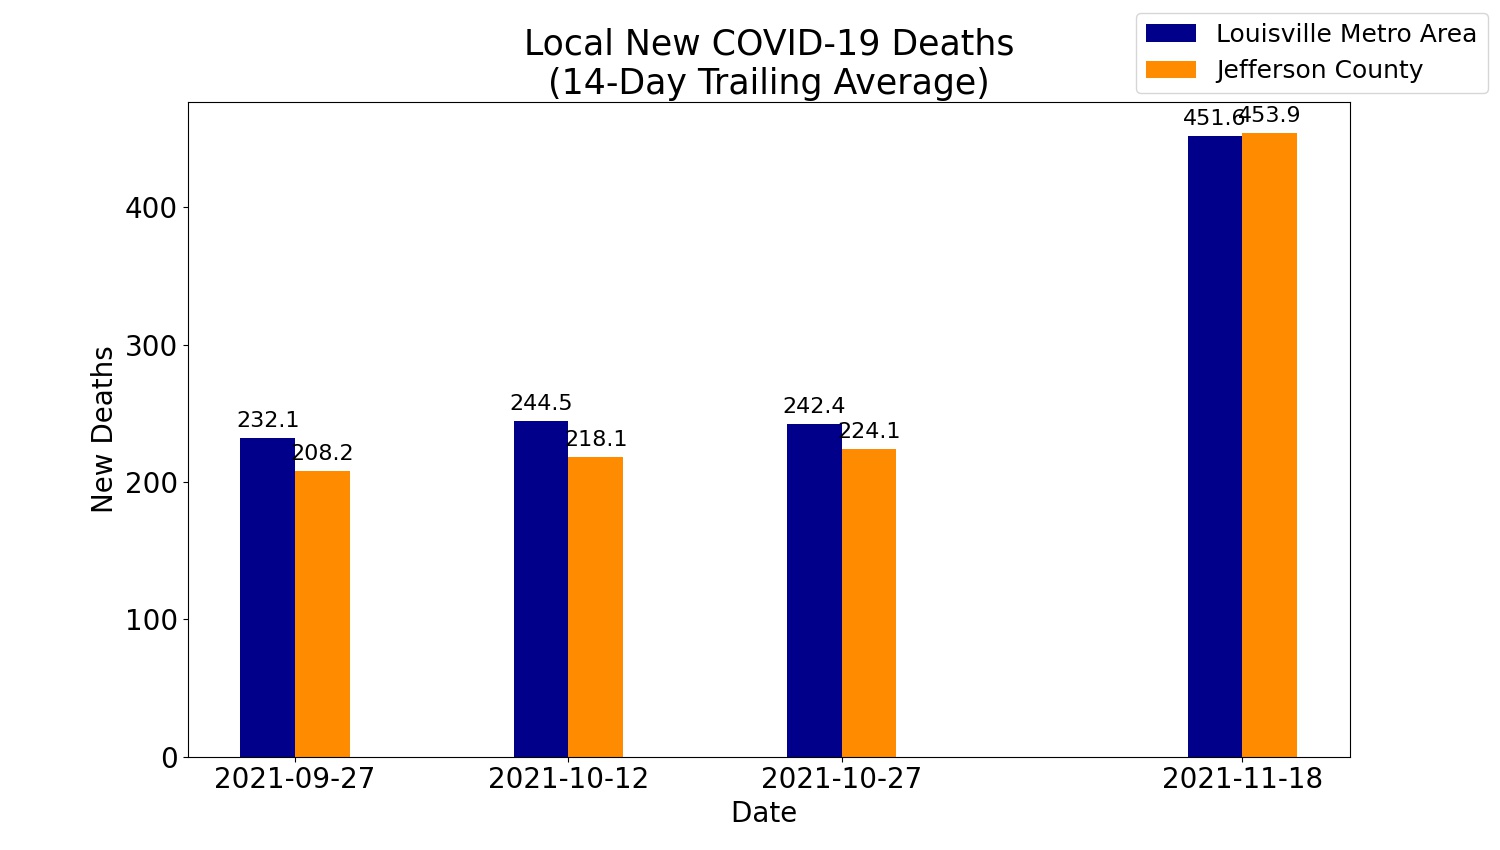 Local New COVID-19 Deaths
(14-Day Trailing Average)
Louisville Metro Area
Jefferson County
New Deaths
400
300
200
100
0
232.1
208.2
244.5
218.1
242.4
224.1
451.6
453.9
2021-09-27
2021-10-12
2021-10-27
2021-11-18
Date